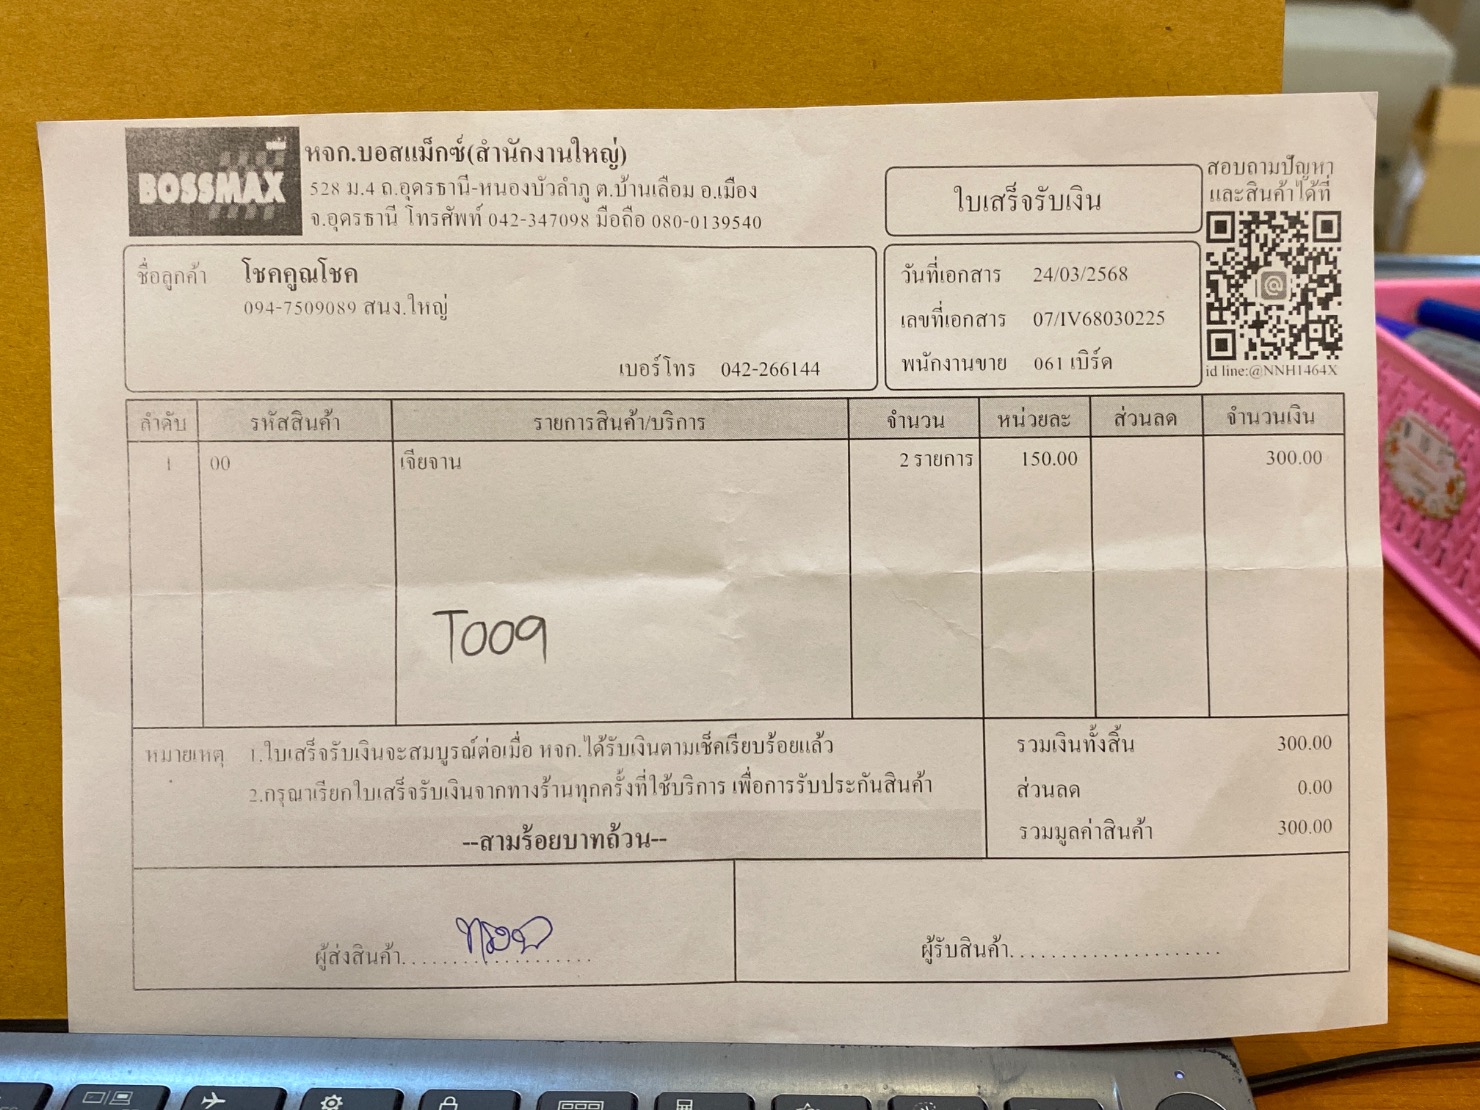 BOSSMAX
หจก.บอสแม็กซ์(สำนักงานใหญ่)
528 ม.4 ถ.อุดรธานี-หนองบัวลำภู ต.บ้านเลื่อม อ.เมือง
จ.อุดรธานี โทรศัพท์ 042-347098 มือถือ 080-0139540
ใบเสร็จรับเงิน
สอบถามปัญหา
และสินค้าได้ที่
id line:@NNH1464X
ชื่อลูกค้า โชคคูณโชค
094-7509089 สนง.ใหญ่
เบอร์โทร 042-266144
วันที่เอกสาร 24/03/2568
เลขที่เอกสาร 07/IV68030225
พนักงานขาย 061 เบิร์ด
ลำดับ รหัสสินค้า รายการสินค้า/บริการ จำนวน หน่วยละ ส่วนลด จำนวนเงิน
1 00 เจียจาน 2 รายการ 150.00 300.00
T009
หมายเหตุ 1.ใบเสร็จรับเงินจะสมบูรณ์ต่อเมื่อ หจก.ได้รับเงินตามเช็คเรียบร้อยแล้ว
2.กรุณาเรียกใบเสร็จรับเงินจากทางร้านทุกครั้งที่ใช้บริการ เพื่อการรับประกันสินค้า
--สามร้อยบาทถ้วน--
รวมเงินทั้งสิ้น 300.00
ส่วนลด 0.00
รวมมูลค่าสินค้า 300.00
ผู้ส่งสินค้า....................
ผู้รับสินค้า......................